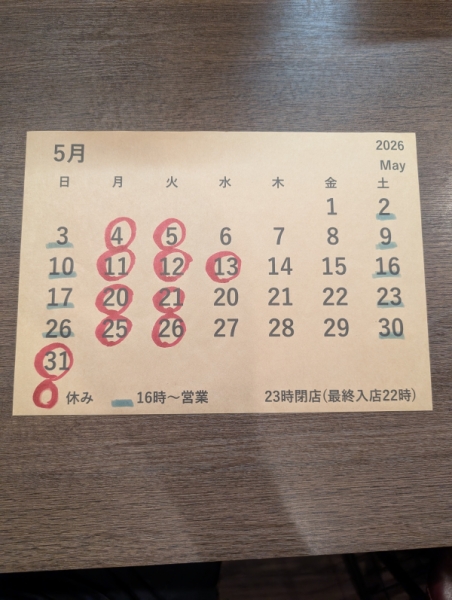 5月 2026
May
日 月 火 水 木 金 土
1 2
3 4 5 6 7 8 9
10 11 12 13 14 15 16
17 20 21 20 21 22 23
26 25 26 27 28 29 30
31
休み 16時～営業 23時閉店(最終入店22時)